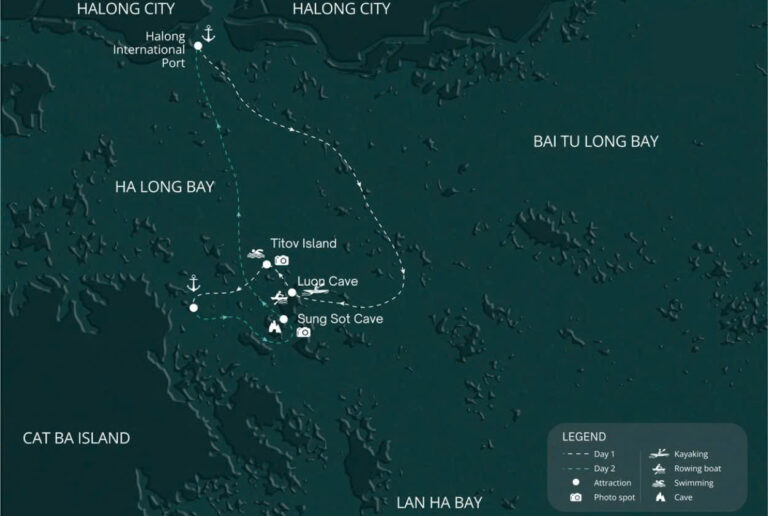 HALONG CITY
HALONG CITY
Halong
International
Port
BAI TU LONG BAY
HA LONG BAY
Titov Island
Luon Cave
Sung Sot Cave
CAT BA ISLAND
LAN HA BAY
LEGEND
Day 1
Day 2
Attraction
Photo spot
Kayaking
Rowing boat
Swimming
Cave